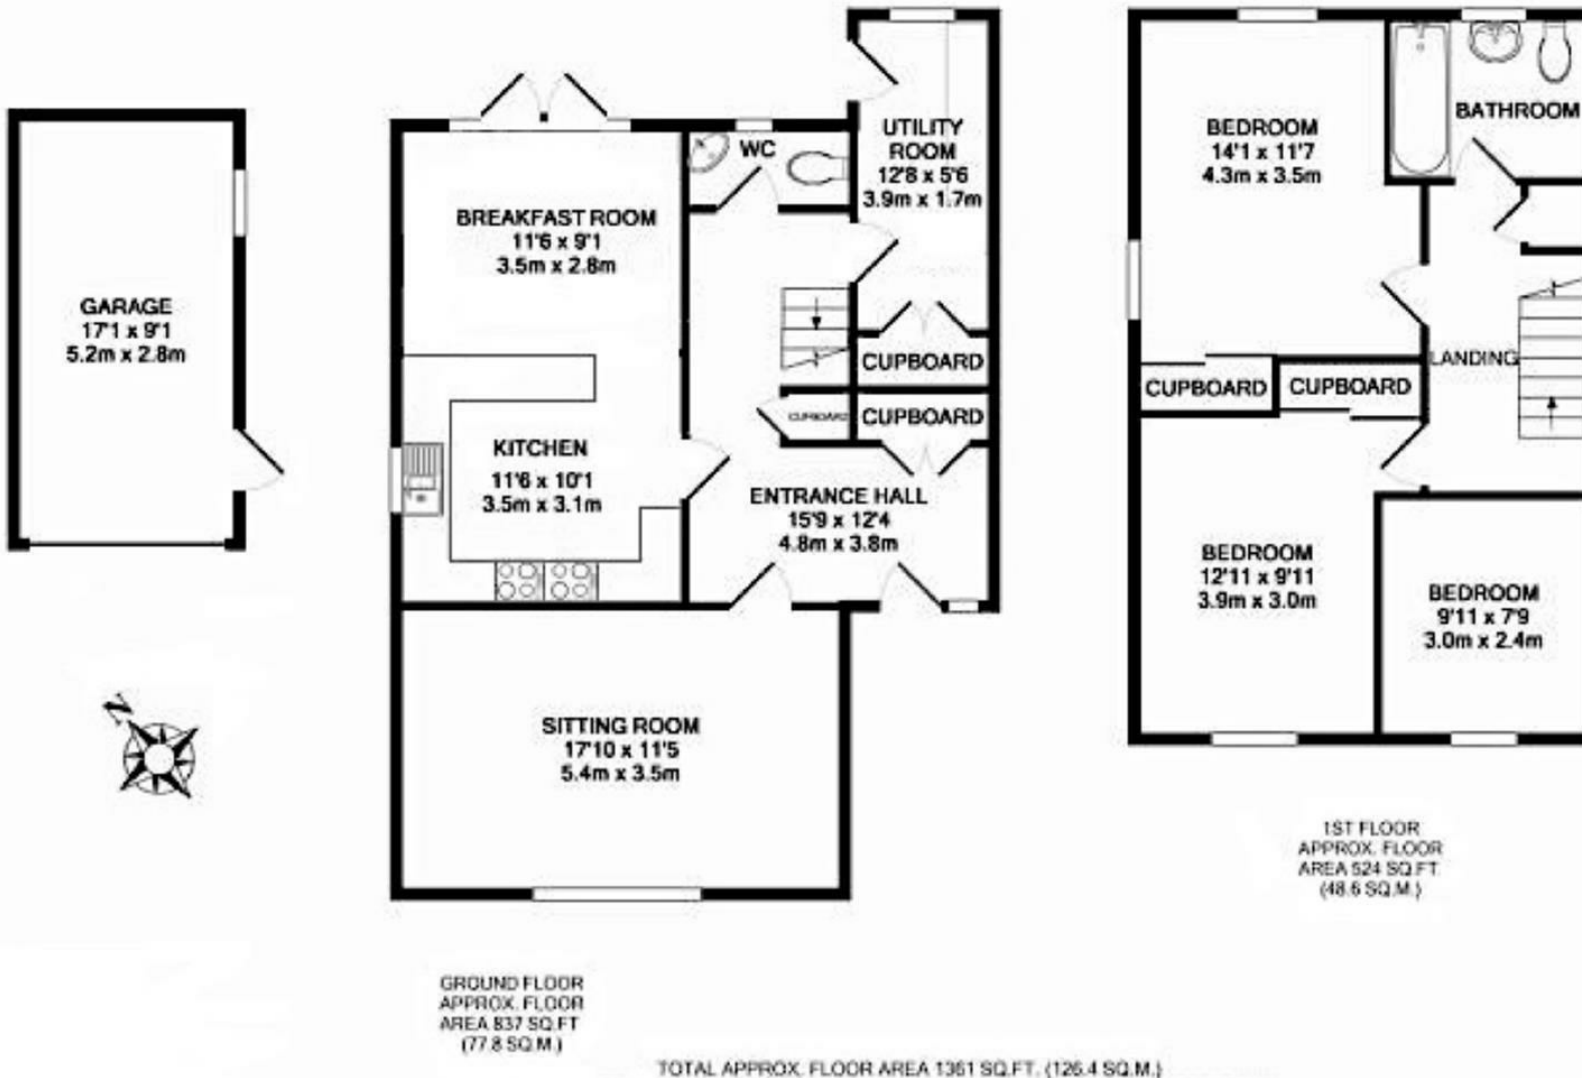 GARAGE
17'1 x 9'1
5.2m x 2.8m
N
BREAKFAST ROOM
11'6 x 9'1
3.5m x 2.8m
WC
UTILITY
ROOM
12'8 x 5'6
3.9m x 1.7m
CUPBOARD
CUPBOARD
CUPBOARD
KITCHEN
11'6 x 10'1
3.5m x 3.1m
ENTRANCE HALL
15'9 x 12'4
4.8m x 3.8m
SITTING ROOM
17'10 x 11'5
5.4m x 3.5m
GROUND FLOOR
APPROX. FLOOR
AREA 837 SQ.FT
(77.8 SQ.M.)
BEDROOM
14'1 x 11'7
4.3m x 3.5m
BATHROOM
LANDING
CUPBOARD
CUPBOARD
BEDROOM
12'11 x 9'11
3.9m x 3.0m
BEDROOM
9'11 x 7'9
3.0m x 2.4m
1ST FLOOR
APPROX. FLOOR
AREA 524 SQ.FT
(48.6 SQ.M.)
TOTAL APPROX. FLOOR AREA 1361 SQ.FT. (126.4 SQ.M.)